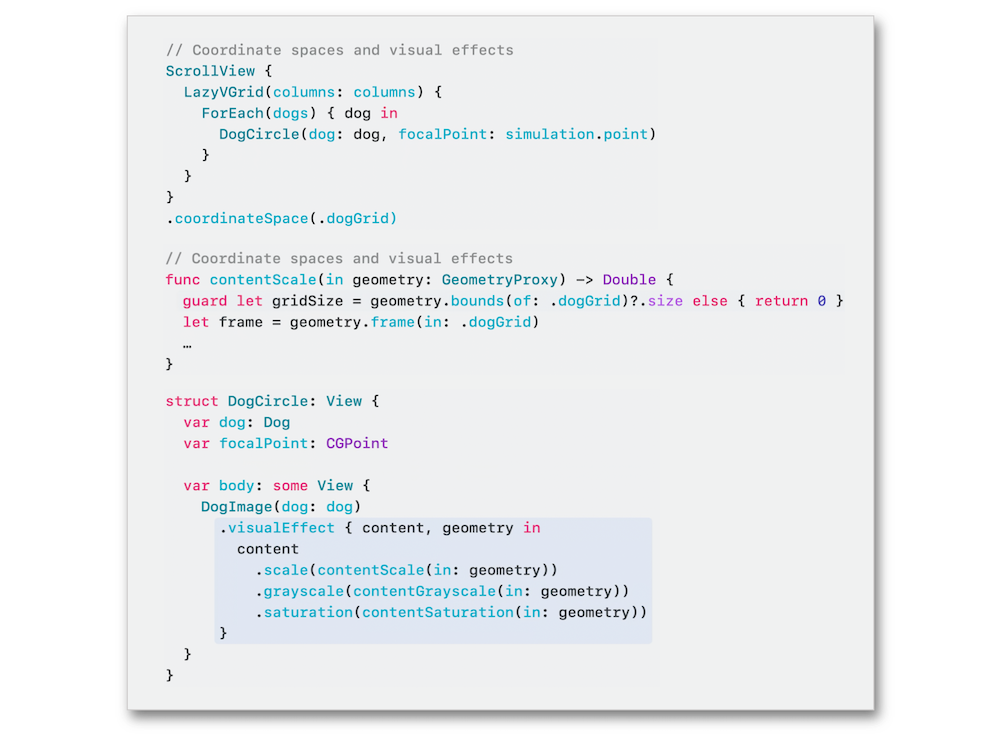 // Coordinate spaces and visual effects
ScrollView {
  LazyVGrid(columns: columns) {
    ForEach(dogs) { dog in
      DogCircle(dog: dog, focalPoint: simulation.point)
    }
  }
}
.coordinateSpace(.dogGrid)
// Coordinate spaces and visual effects
func contentScale(in geometry: GeometryProxy) -> Double {
  guard let gridSize = geometry.bounds(of: .dogGrid)?.size else { return 0 }
  let frame = geometry.frame(in: .dogGrid)
  …
}
struct DogCircle: View {
  var dog: Dog
  var focalPoint: CGPoint
  var body: some View {
    DogImage(dog: dog)
      .visualEffect { content, geometry in
        content
          .scale(contentScale(in: geometry))
          .grayscale(contentGrayscale(in: geometry))
          .saturation(contentSaturation(in: geometry))
      }
  }
}